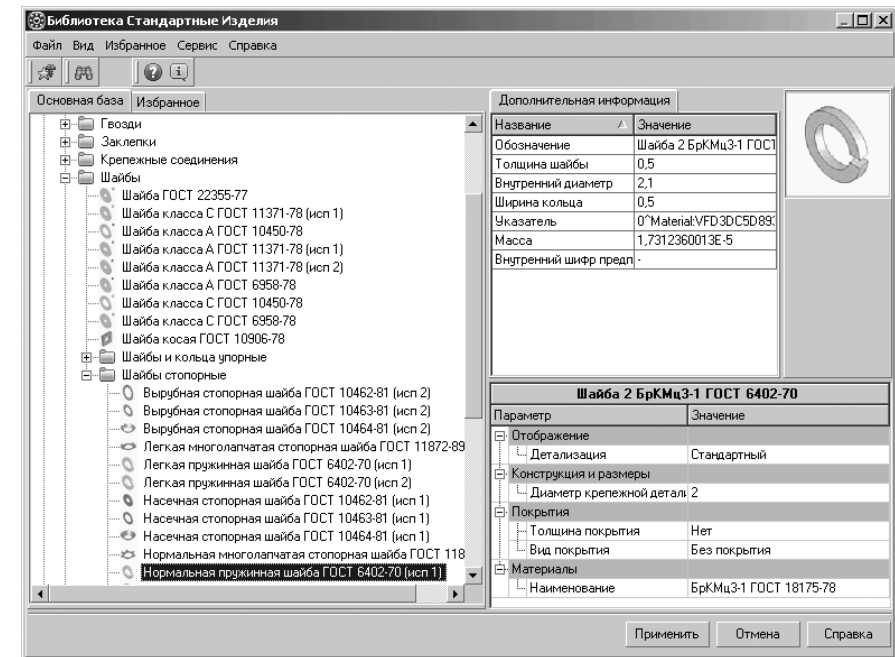 Библиотека Стандартные Изделия
Файл Вид Избранное Сервис Справка
Основная база Избранное
Гвозди
Заклепки
Крепежные соединения
Шайбы
Шайба ГОСТ 22355-77
Шайба класса C ГОСТ 11371-78 (исп 1)
Шайба класса A ГОСТ 10450-78
Шайба класса A ГОСТ 11371-78 (исп 1)
Шайба класса A ГОСТ 11371-78 (исп 2)
Шайба класса A ГОСТ 6958-78
Шайба класса C ГОСТ 10450-78
Шайба класса C ГОСТ 6958-78
Шайба косая ГОСТ 10906-78
Шайбы и кольца упорные
Шайбы стопорные
Вырубная стопорная шайба ГОСТ 10462-81 (исп 2)
Вырубная стопорная шайба ГОСТ 10463-81 (исп 2)
Вырубная стопорная шайба ГОСТ 10464-81 (исп 2)
Легкая многолапчатая стопорная шайба ГОСТ 11872-89
Легкая пружинная шайба ГОСТ 6402-70 (исп 1)
Легкая пружинная шайба ГОСТ 6402-70 (исп 2)
Насечная стопорная шайба ГОСТ 10462-81 (исп 1)
Насечная стопорная шайба ГОСТ 10463-81 (исп 1)
Насечная стопорная шайба ГОСТ 10464-81 (исп 1)
Нормальная многолапчатая стопорная шайба ГОСТ 118
Нормальная пружинная шайба ГОСТ 6402-70 (исп 1)
Дополнительная информация
Название Значение
Обозначение Шайба 2 БрКМц3-1 ГОСТ
Толщина шайбы 0,5
Внутренний диаметр 2,1
Ширина кольца 0,5
Указатель 0^Material:VFD3DC5D893
Масса 1,7312360013E-5
Внутренний шифр предп -
Шайба 2 БрКМц3-1 ГОСТ 6402-70
Параметр Значение
Отображение
Детализация Стандартный
Конструкция и размеры
Диаметр крепежной детали 2
Покрытия
Толщина покрытия Нет
Вид покрытия Без покрытия
Материалы
Наименование БрКМц3-1 ГОСТ 18175-78
Применить Отмена Справка